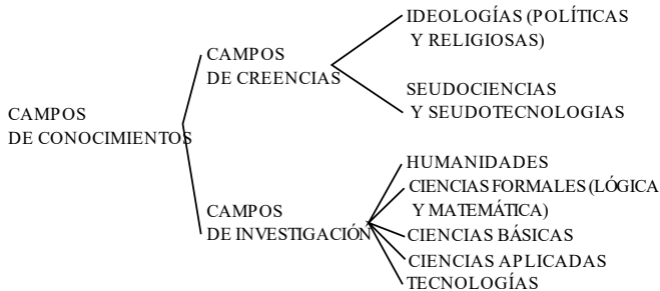 CAMPOS
DE CONOCIMIENTOS
CAMPOS
DE CREENCIAS
IDEOLOGÍAS (POLÍTICAS
Y RELIGIOSAS)
SEUDOCIENCIAS
Y SEUDOTECNOLOGIAS
CAMPOS
DE INVESTIGACIÓN
HUMANIDADES
CIENCIAS FORMALES (LÓGICA
Y MATEMÁTICA)
CIENCIAS BÁSICAS
CIENCIAS APLICADAS
TECNOLOGÍAS